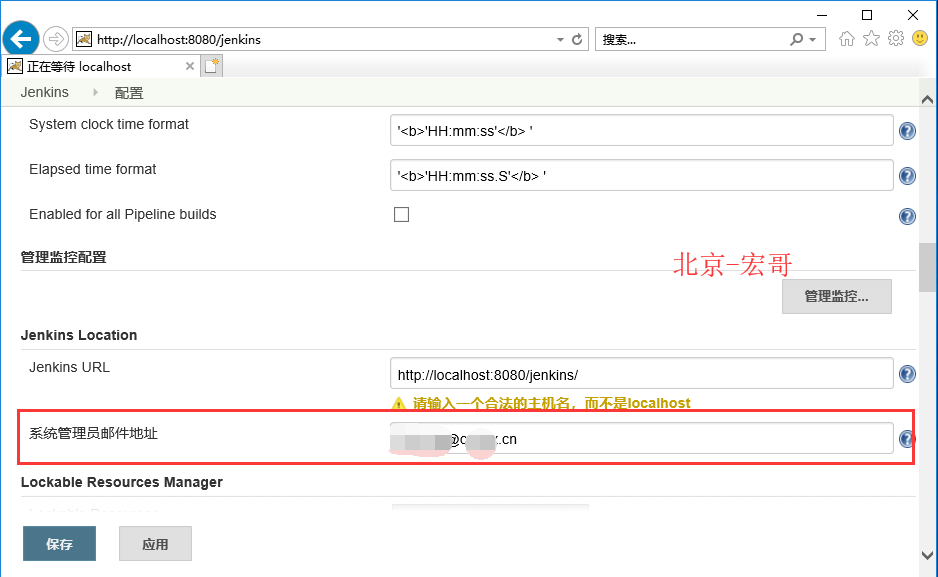 http://localhost:8080/jenkins
搜索...
正在等待 localhost
Jenkins 配置
System clock time format
'<b>'HH:mm:ss'</b> '
Elapsed time format
'<b>'HH:mm:ss.S'</b> '
Enabled for all Pipeline builds
管理监控配置
北京-宏哥
管理监控...
Jenkins Location
Jenkins URL
http://localhost:8080/jenkins/
请输入一个合法的主机名，而不是localhost
系统管理员邮件地址
.cn
Lockable Resources Manager
保存
应用